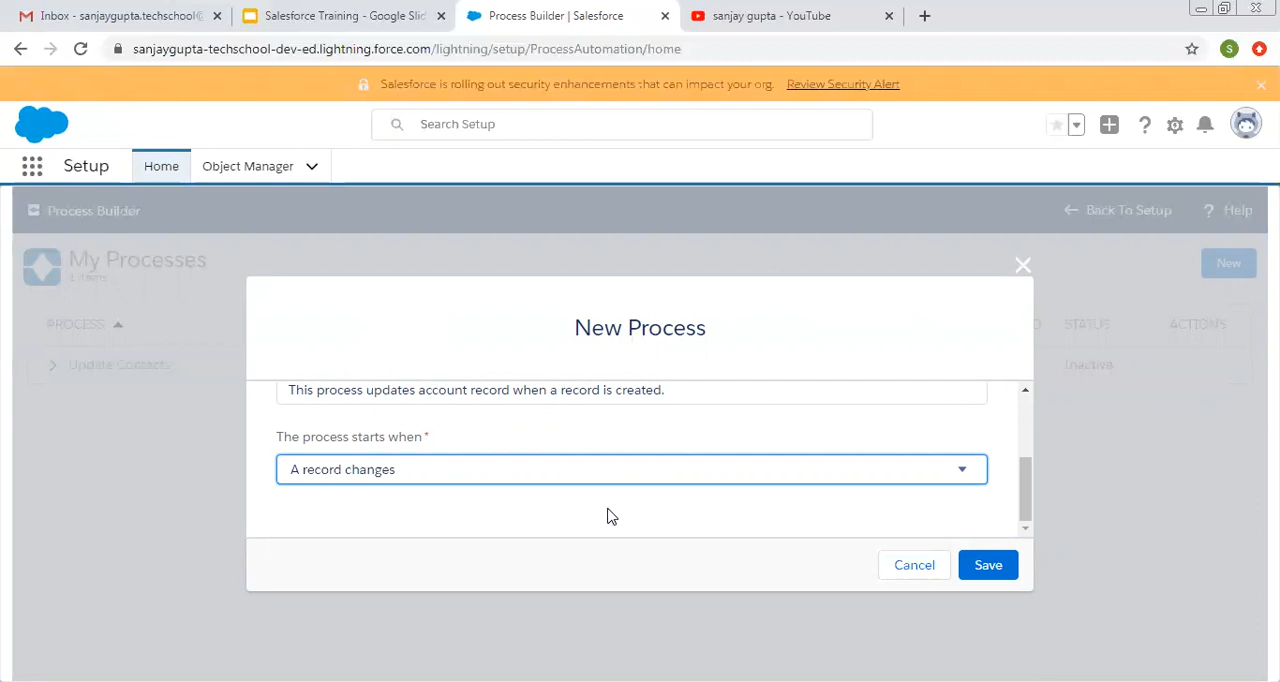 Inbox - sanjaygupta.techschool@
Salesforce Training - Google Slid
Process Builder | Salesforce
sanjay gupta - YouTube
sanjaygupta-techschool-dev-ed.lightning.force.com/lightning/setup/ProcessAutomation/home
S
Salesforce is rolling out security enhancements that can impact your org. Review Security Alert
Search Setup
Setup
Home
Object Manager
Process Builder
Back To Setup
? Help
My Processes
1 items
New
New Process
PROCESS
STATUS
ACTIONS
Update Contacts
Inactive
This process updates account record when a record is created.
The process starts when*
A record changes
Cancel
Save